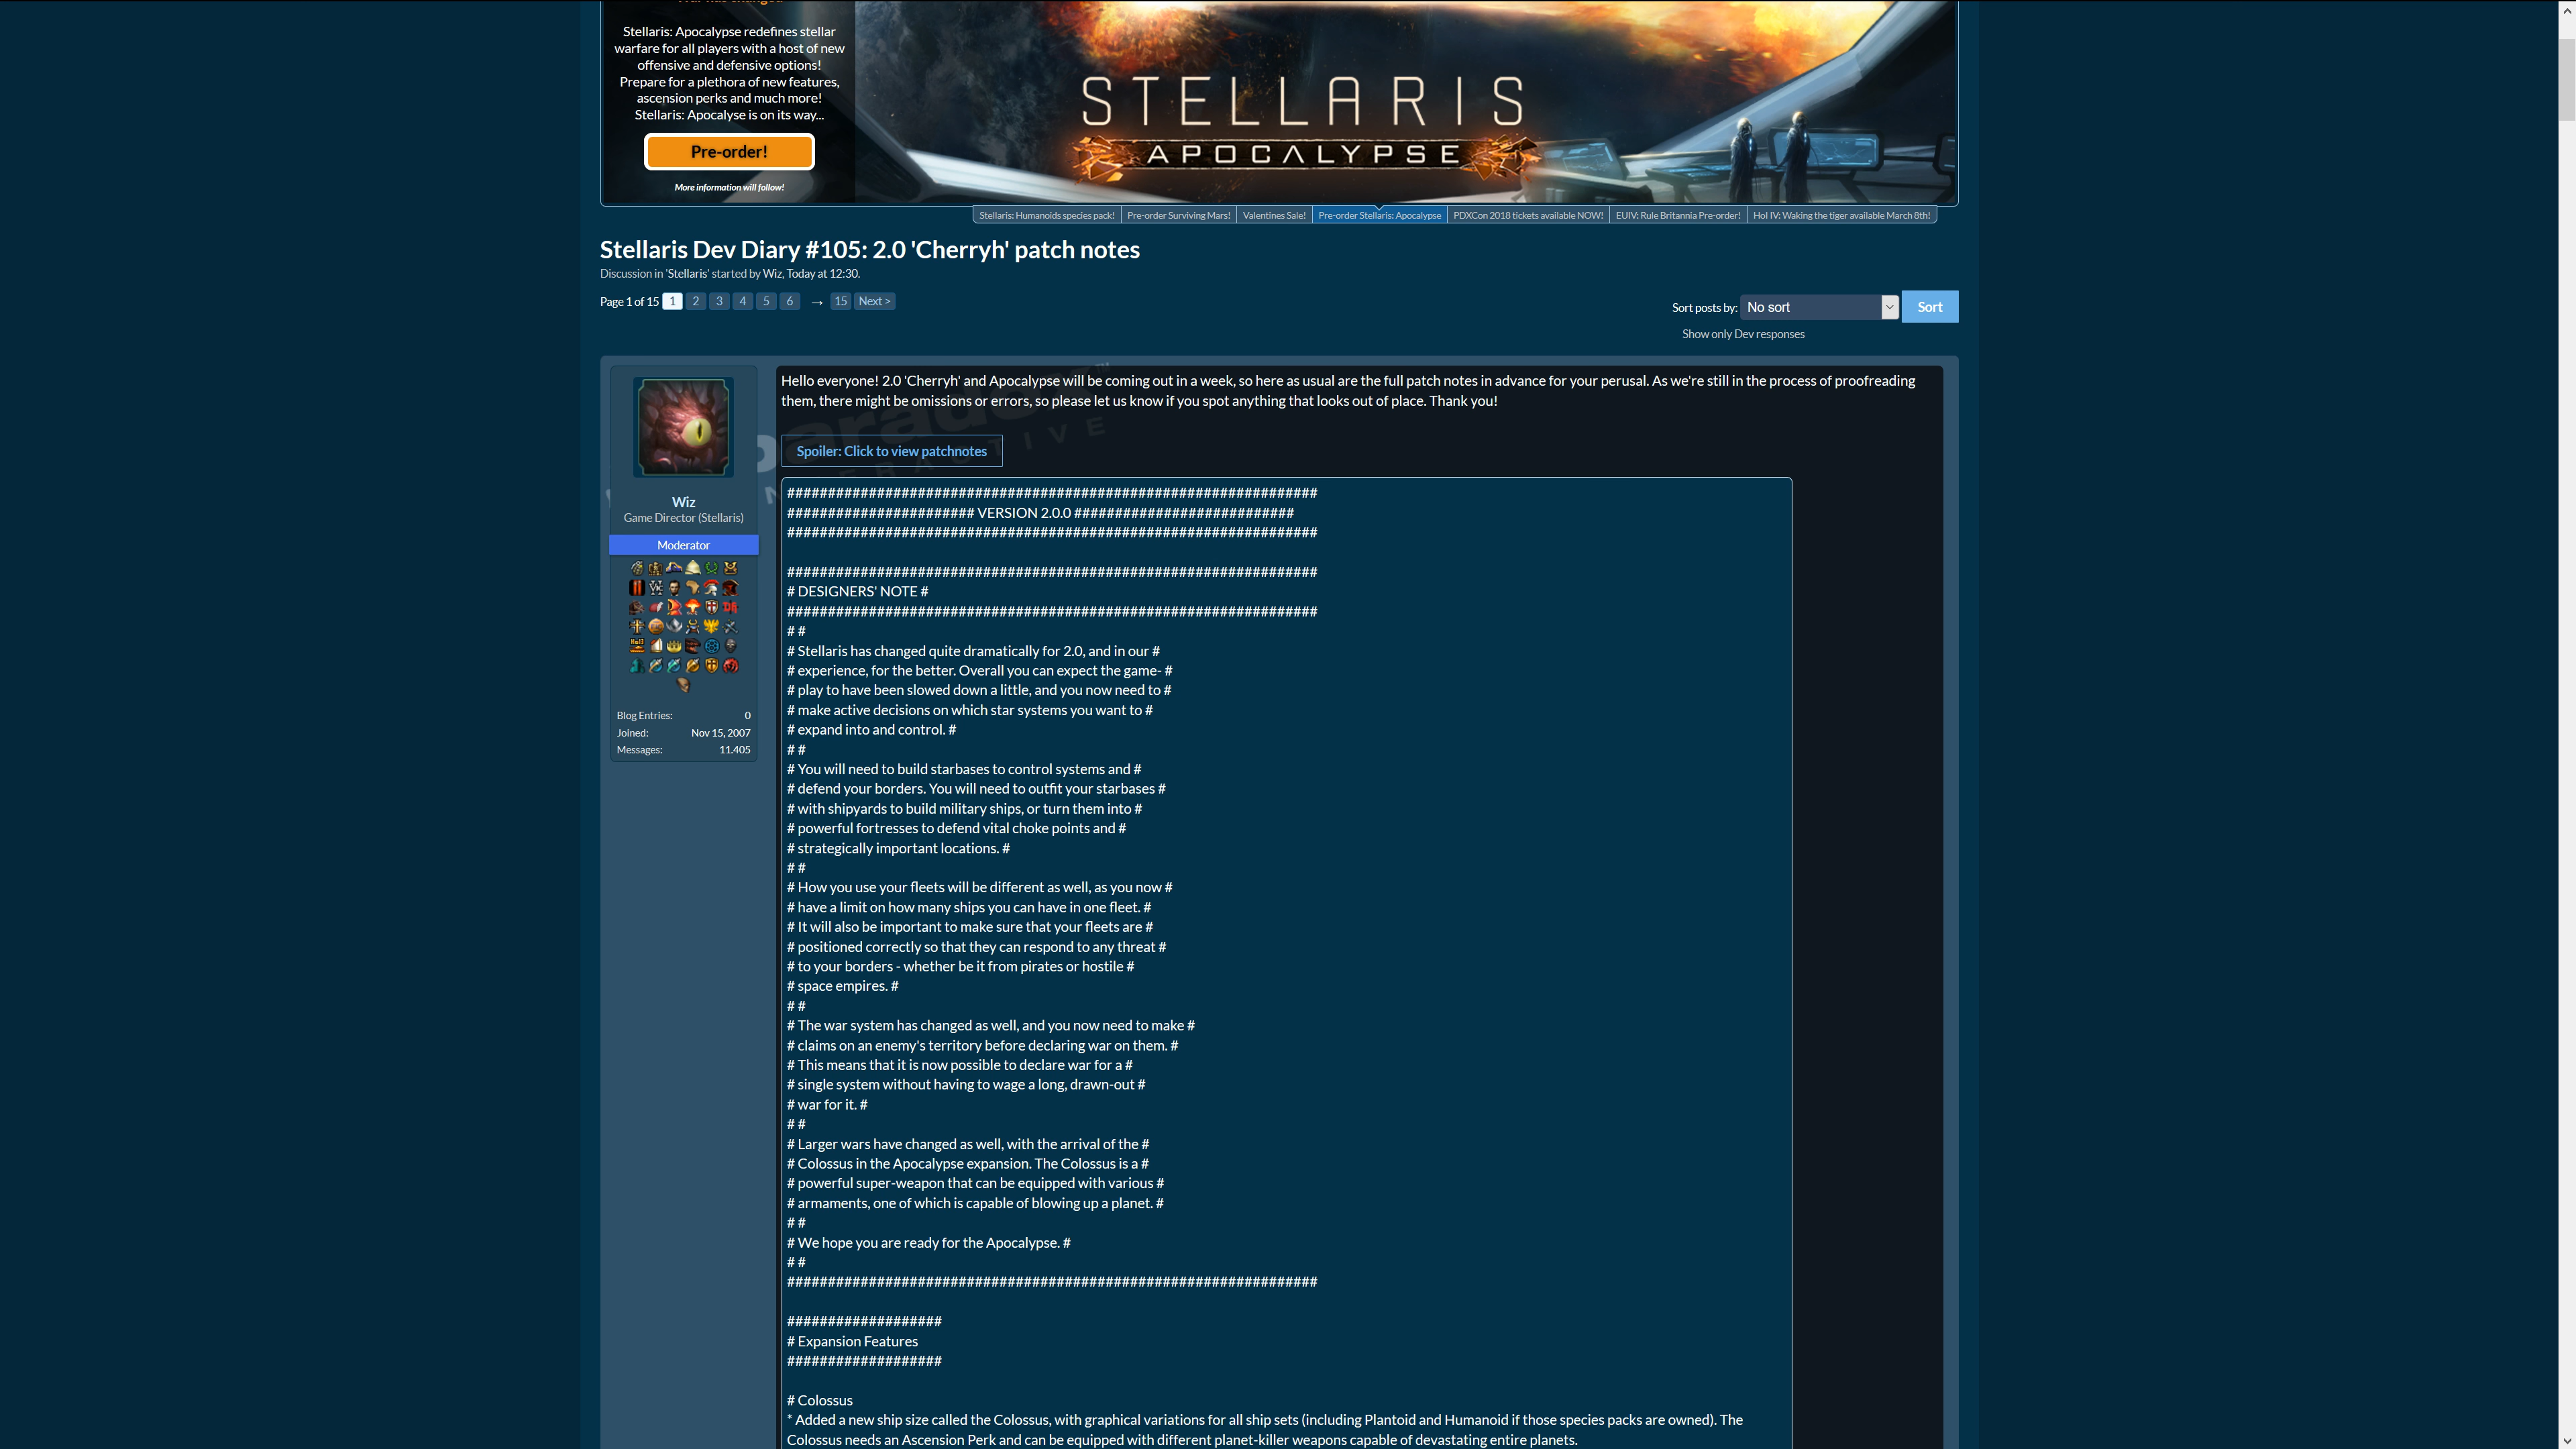 Stellaris: Apocalypse redefines stellar
warfare for all players with a host of new
offensive and defensive options!
Prepare for a plethora of new features,
ascension perks and much more!
Stellaris: Apocalyse is on its way...
Pre-order!
More information will follow!
STELLARIS
APOCALYPSE
Stellaris: Humanoids species pack! Pre-order Surviving Mars! Valentines Sale! Pre-order Stellaris: Apocalypse PDXCon 2018 tickets available NOW! EUIV: Rule Britannia Pre-order! HoI IV: Waking the tiger available March 8th!
Stellaris Dev Diary #105: 2.0 'Cherryh' patch notes
Discussion in 'Stellaris' started by Wiz, Today at 12:30.
Page 1 of 15 1 2 3 4 5 6 → 15 Next >
Sort posts by: No sort Sort
Show only Dev responses
Wiz
Game Director (Stellaris)
Moderator
Blog Entries: 0
Joined: Nov 15, 2007
Messages: 11.405
Hello everyone! 2.0 'Cherryh' and Apocalypse will be coming out in a week, so here as usual are the full patch notes in advance for your perusal. As we're still in the process of proofreading
them, there might be omissions or errors, so please let us know if you spot anything that looks out of place. Thank you!
Spoiler: Click to view patchnotes
#################################################################
####################### VERSION 2.0.0 ###########################
#################################################################
#################################################################
# DESIGNERS' NOTE #
#################################################################
# #
# Stellaris has changed quite dramatically for 2.0, and in our #
# experience, for the better. Overall you can expect the game- #
# play to have been slowed down a little, and you now need to #
# make active decisions on which star systems you want to #
# expand into and control. #
# #
# You will need to build starbases to control systems and #
# defend your borders. You will need to outfit your starbases #
# with shipyards to build military ships, or turn them into #
# powerful fortresses to defend vital choke points and #
# strategically important locations. #
# #
# How you use your fleets will be different as well, as you now #
# have a limit on how many ships you can have in one fleet. #
# It will also be important to make sure that your fleets are #
# positioned correctly so that they can respond to any threat #
# to your borders - whether be it from pirates or hostile #
# space empires. #
# #
# The war system has changed as well, and you now need to make #
# claims on an enemy's territory before declaring war on them. #
# This means that it is now possible to declare war for a #
# single system without having to wage a long, drawn-out #
# war for it. #
# #
# Larger wars have changed as well, with the arrival of the #
# Colossus in the Apocalypse expansion. The Colossus is a #
# powerful super-weapon that can be equipped with various #
# armaments, one of which is capable of blowing up a planet. #
# #
# We hope you are ready for the Apocalypse. #
# #
#################################################################
###################
# Expansion Features
###################
# Colossus
* Added a new ship size called the Colossus, with graphical variations for all ship sets (including Plantoid and Humanoid if those species packs are owned). The
Colossus needs an Ascension Perk and can be equipped with different planet-killer weapons capable of devastating entire planets.